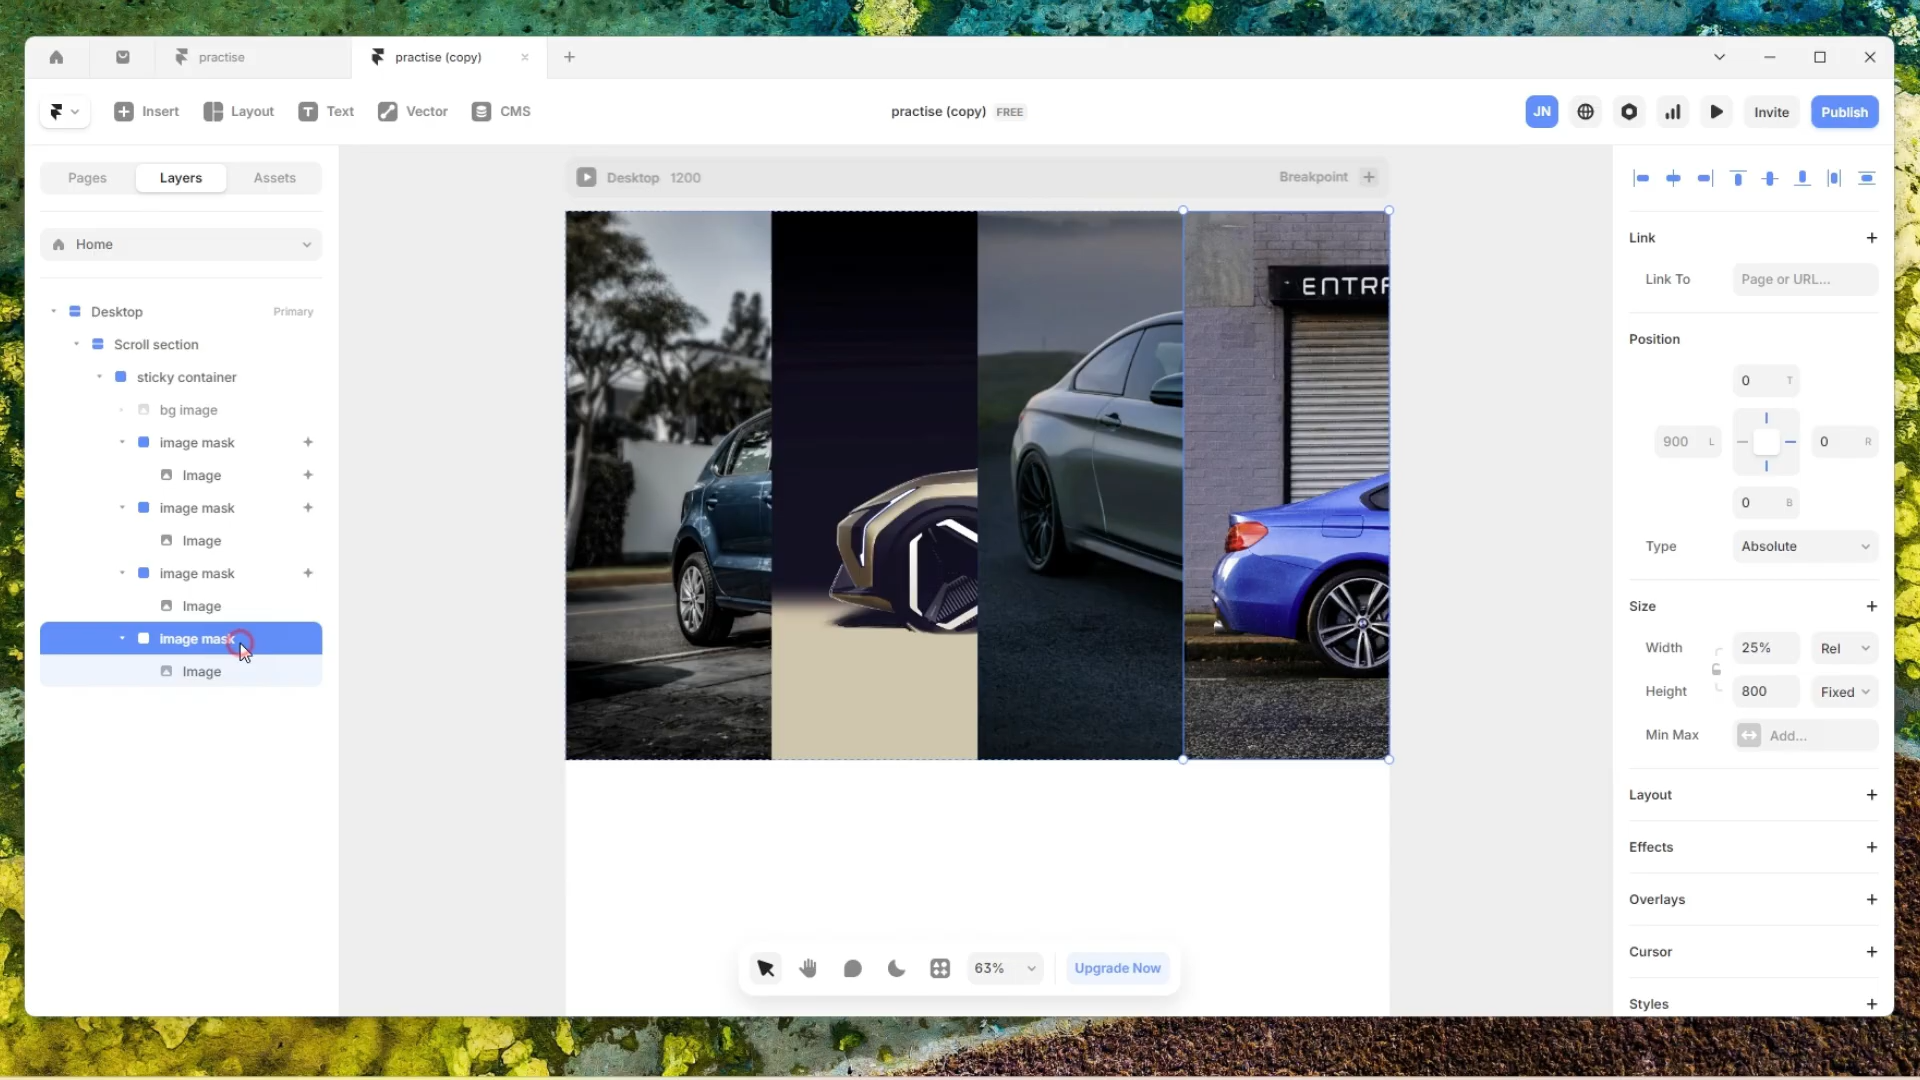 practise
practise (copy)
Insert
Layout
Text
Vector
CMS
practise (copy) FREE
JN
Invite
Publish
Pages
Layers
Assets
Home
Desktop
Primary
Scroll section
sticky container
bg image
image mask
Image
image mask
Image
image mask
Image
image mask
Image
Desktop 1200
Breakpoint
ENTRA
63%
Upgrade Now
Link
Link To
Page or URL...
Position
0 T
900 L
0 R
0 B
Type
Absolute
Size
Width
25%
Rel
Height
800
Fixed
Min Max
Add...
Layout
Effects
Overlays
Cursor
Styles